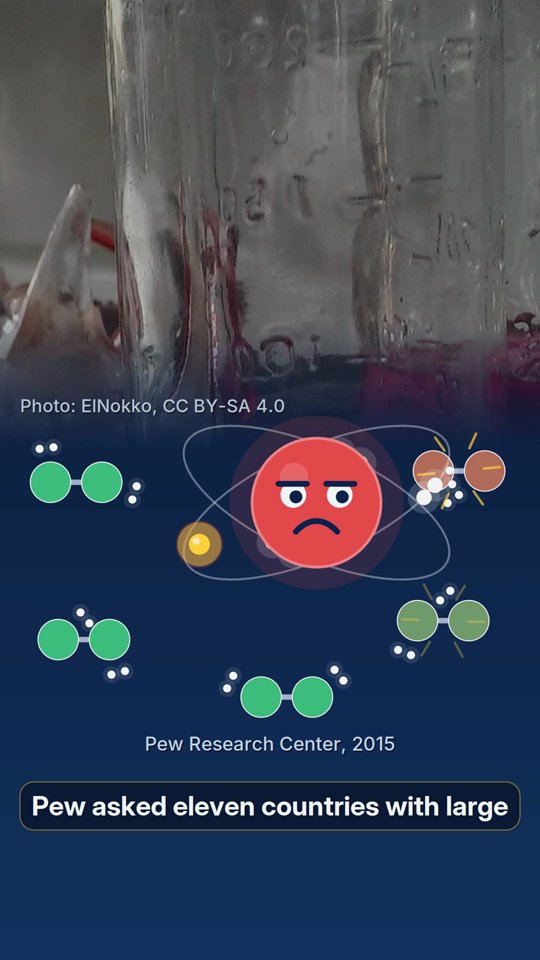 Photo: ElNokko, CC BY-SA 4.0
Pew Research Center, 2015
Pew asked eleven countries with large